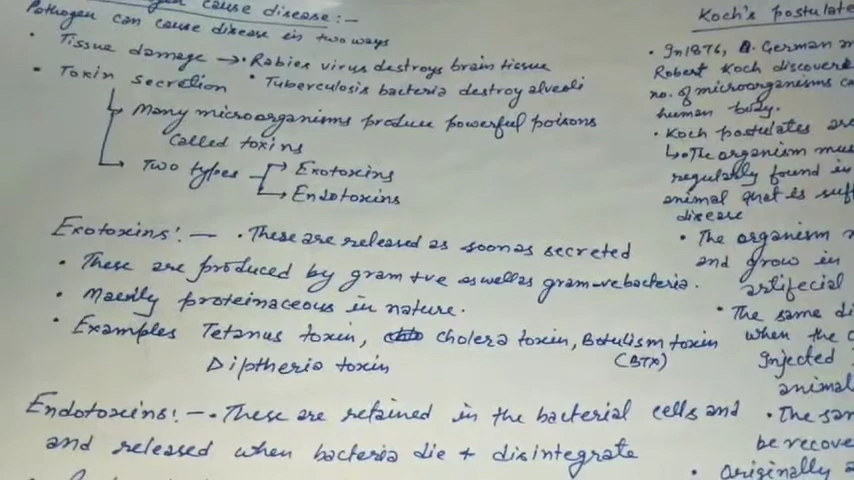 cause disease:-
Pathogen can cause disease in two ways
• Tissue damage → • Rabies virus destroys brain tissue
• Tuberculosis bacteria destroy alveoli
• Toxin secretion
Many microorganisms produce powerful poisons
called toxins
Two types → Exotoxins
→ Endotoxins
Exotoxins:— • These are released as soon as secreted
• These are produced by gram +ve as well as gram -ve bacteria.
• Mainly proteinaceous in nature.
• Examples Tetanus toxin, cholera toxin, Botulism toxin
(BTX)
Diptheria toxin
Endotoxins:— • These are retained in the bacterial cells and
and released when bacteria die + disintegrate
Koch's postulate
• In 1876, a German
Robert Koch discovere
no. of microorganisms ca
human body.
• Koch postulates are
↳ • The organism mus
regularly found in
animal that is suff
disease
• The organism
and grow in
artifecial
• The same di
when the
Injected
animal
• The sam
be recove
• Originally